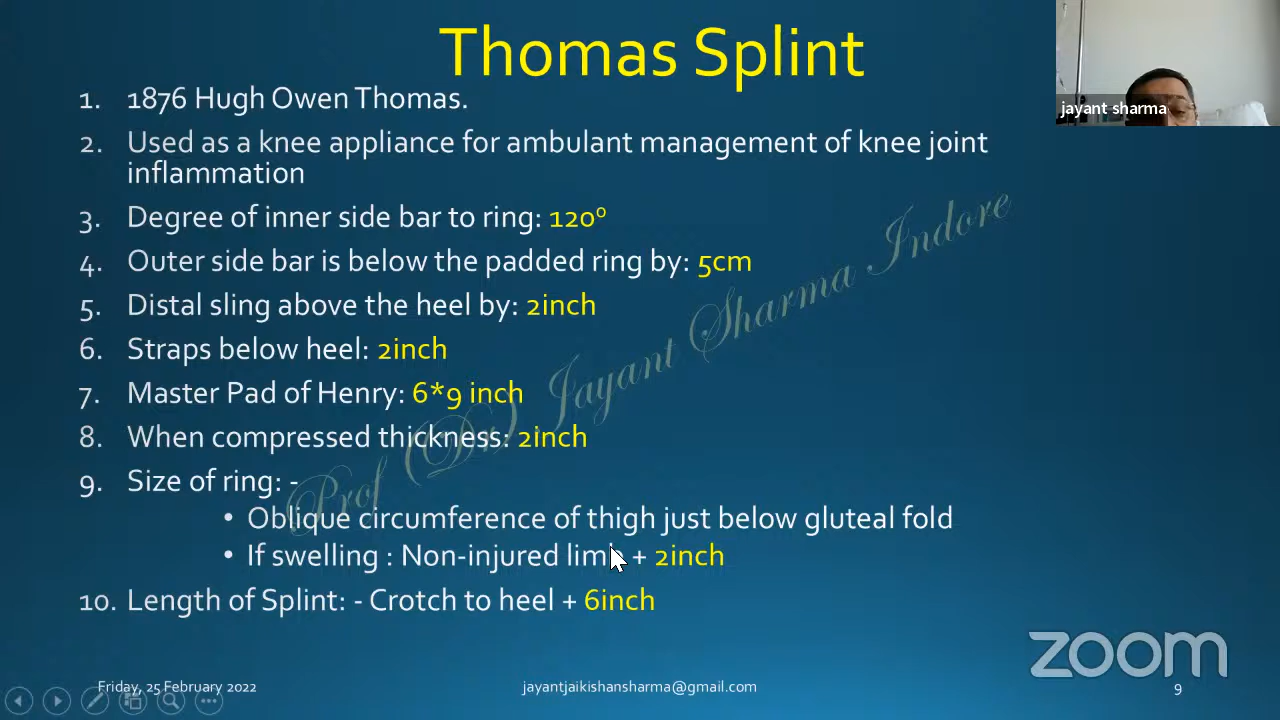 Thomas Splint
jayant sharma
1. 1876 Hugh Owen Thomas.
2. Used as a knee appliance for ambulant management of knee joint
inflammation
3. Degree of inner side bar to ring: 120⁰
4. Outer side bar is below the padded ring by: 5cm
5. Distal sling above the heel by: 2inch
6. Straps below heel: 2inch
7. Master Pad of Henry: 6*9 inch
8. When compressed thickness: 2inch
9. Size of ring: -
• Oblique circumference of thigh just below gluteal fold
• If swelling : Non-injured limb + 2inch
10. Length of Splint: - Crotch to heel + 6inch
Prof (Dr) Jayant Sharma Indore
zoom
Friday, 25 February 2022
jayantjaikishansharma@gmail.com
9